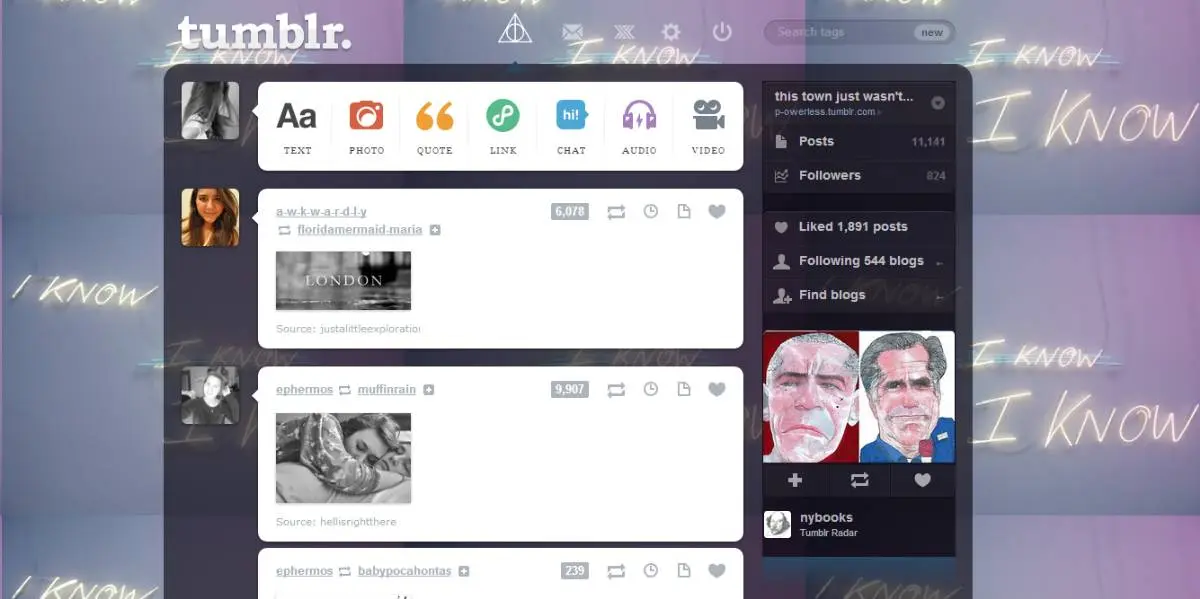 tumblr.
Search tags
new
Aa
hi!
TEXT
PHOTO
QUOTE
LINK
CHAT
AUDIO
VIDEO
this town just wasn't...
p-owerless.tumblr.com
Posts 11,141
Followers 824
Liked 1,891 posts
Following 544 blogs
Find blogs
a-w-k-w-a-r-d-l-y
floridamermaid-maria
6,078
LONDON
Source: justalittleexploratio
ephermos muffinrain
9,907
Source: hellisrightthere
ephermos babypocahontas
239
nybooks
Tumblr Radar
I KNOW
I KNOW
I KNOW
I KNOW
I KNOW
I KNOW
I KNOW
I KNOW
I KNOW
I KNOW